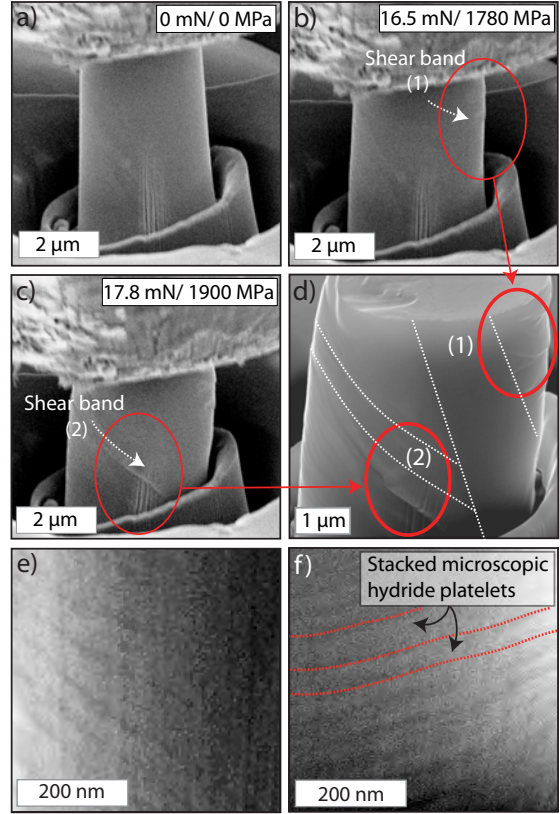 a)
0 mN/ 0 MPa
2 μm
b)
16.5 mN/ 1780 MPa
Shear band
(1)
2 μm
c)
17.8 mN/ 1900 MPa
Shear band
(2)
2 μm
d)
(1)
(2)
1 μm
e)
200 nm
f)
Stacked microscopic
hydride platelets
200 nm